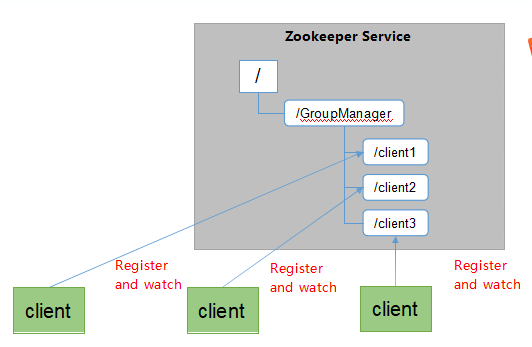 Zookeeper Service
/
/GroupManager
/client1
/client2
/client3
Register
and watch
Register
and watch
Register
and watch
client
client
client